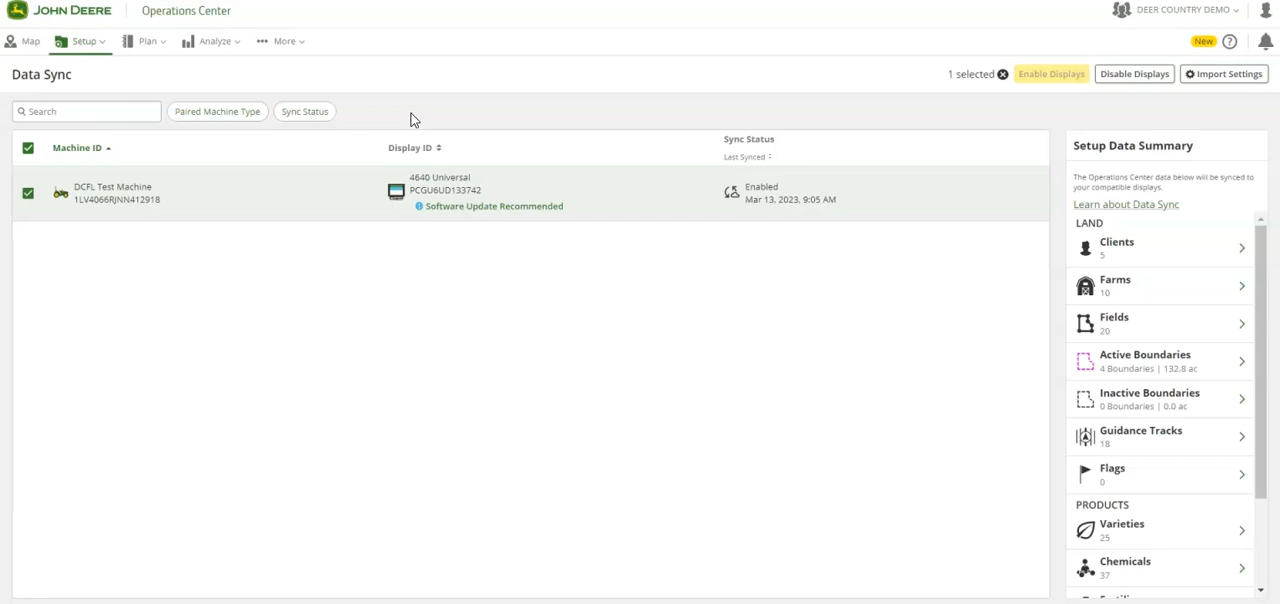 JOHN DEERE
Operations Center
DEER COUNTRY DEMO
Map
Setup
Plan
Analyze
More
New
Data Sync
1 selected
Enable Displays
Disable Displays
Import Settings
Search
Paired Machine Type
Sync Status
Machine ID
Display ID
Sync Status
Last Synced
DCFL Test Machine
1LV4066RJNN412918
4640 Universal
PCGU6UD133742
Software Update Recommended
Enabled
Mar 13, 2023, 9:05 AM
Setup Data Summary
The Operations Center data below will be synced to
your compatible displays.
Learn about Data Sync
LAND
Clients
5
Farms
10
Fields
20
Active Boundaries
4 Boundaries | 132.8 ac
Inactive Boundaries
0 Boundaries | 0.0 ac
Guidance Tracks
18
Flags
0
PRODUCTS
Varieties
25
Chemicals
37